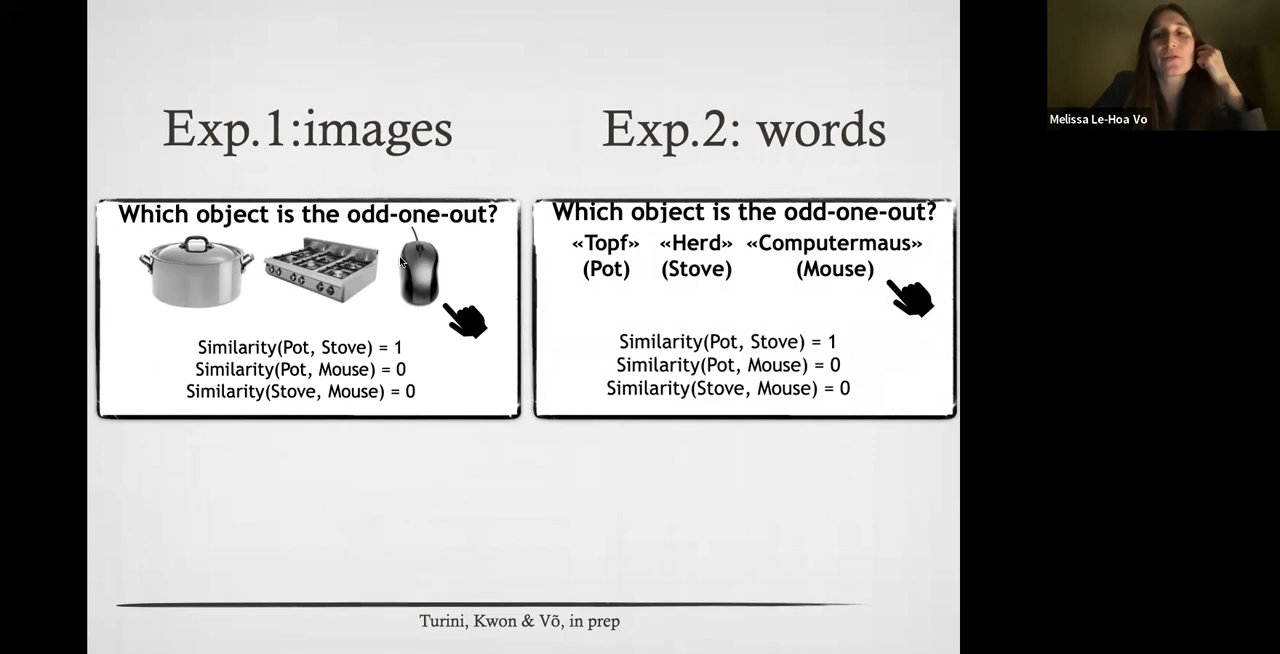 Exp.1:images
Which object is the odd-one-out?
Similarity(Pot, Stove) = 1
Similarity(Pot, Mouse) = 0
Similarity(Stove, Mouse) = 0
Exp.2: words
Which object is the odd-one-out?
«Topf» «Herd» «Computermaus»
(Pot) (Stove) (Mouse)
Similarity(Pot, Stove) = 1
Similarity(Pot, Mouse) = 0
Similarity(Stove, Mouse) = 0
Turini, Kwon & Võ, in prep
Melissa Le-Hoa Vo